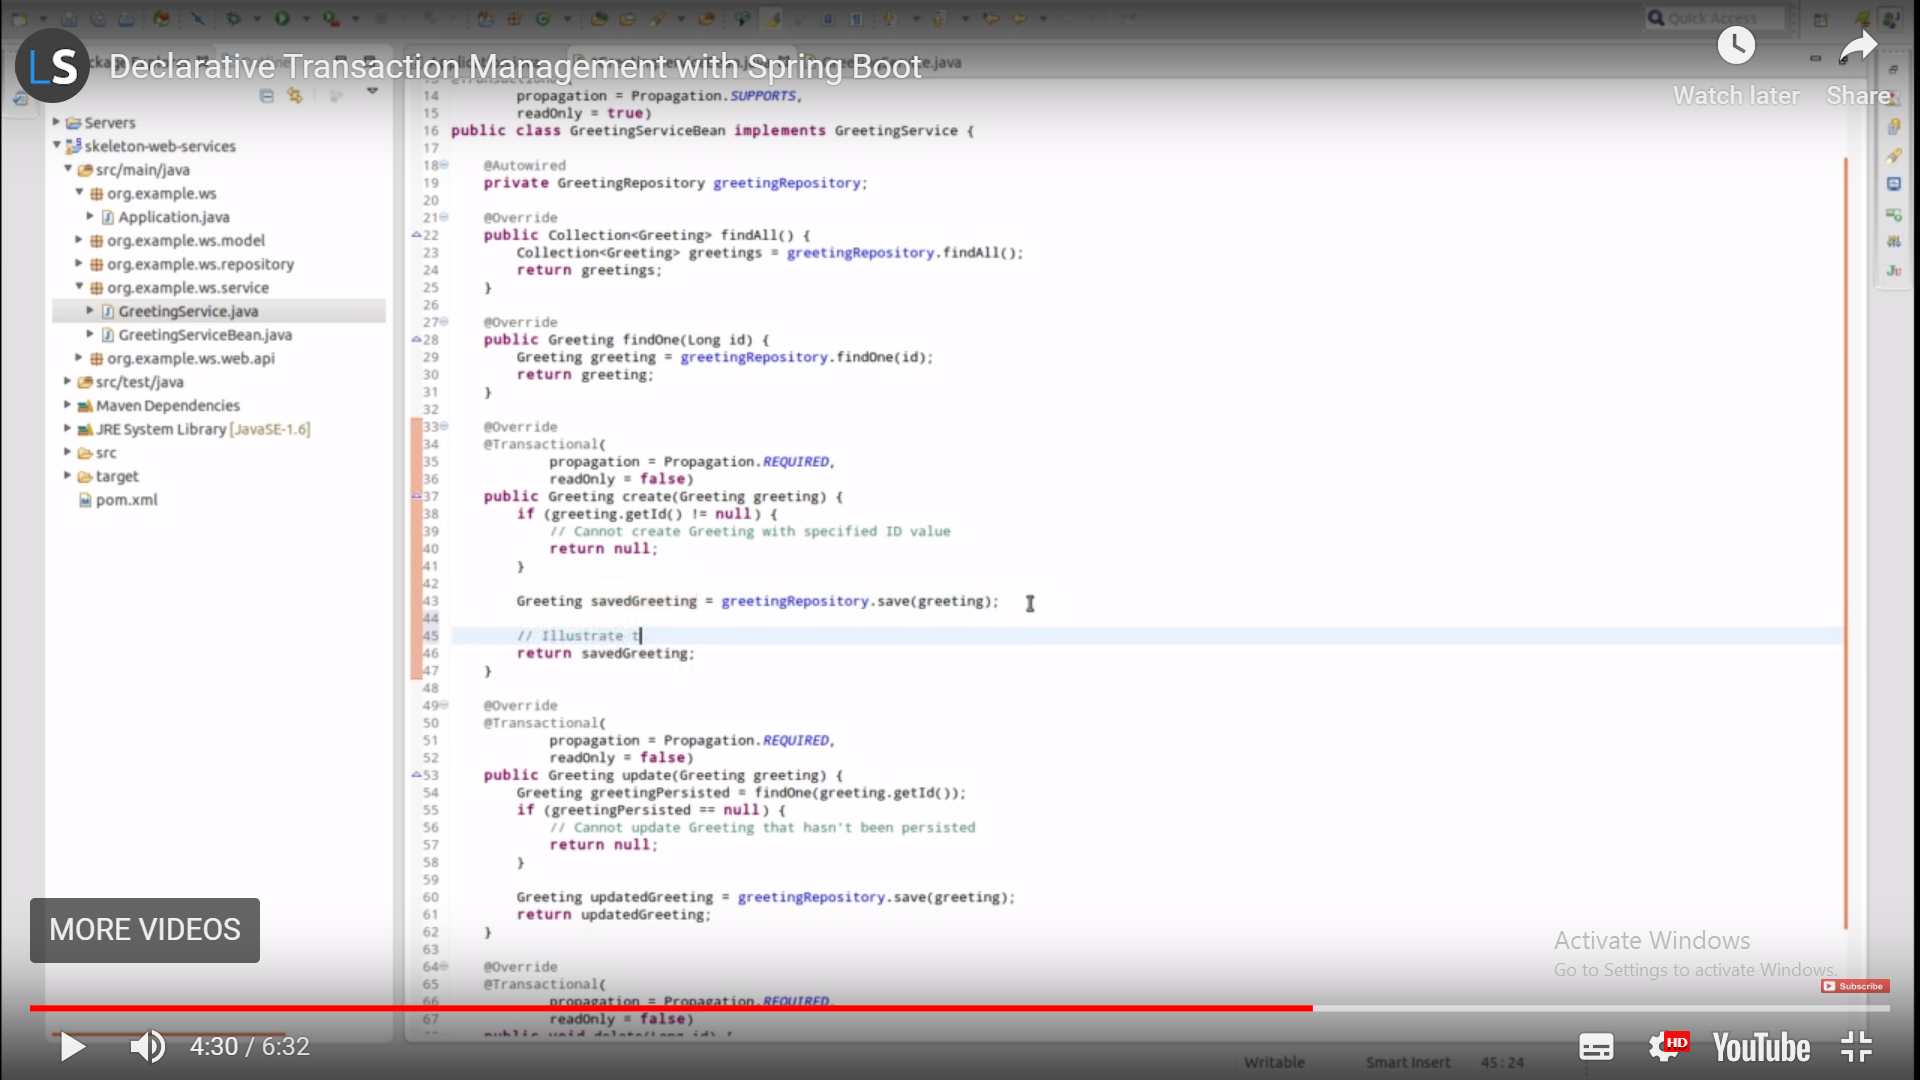 Quick Access
LS
Declarative Transaction Management with Spring Boot
.java
Watch later
Share
Servers
skeleton-web-services
src/main/java
org.example.ws
Application.java
org.example.ws.model
org.example.ws.repository
org.example.ws.service
GreetingService.java
GreetingServiceBean.java
org.example.ws.web.api
src/test/java
Maven Dependencies
JRE System Library [JavaSE-1.6]
src
target
pom.xml
14 propagation = Propagation.SUPPORTS,
15 readOnly = true)
16 public class GreetingServiceBean implements GreetingService {
17
18 @Autowired
19 private GreetingRepository greetingRepository;
20
21 @Override
22 public Collection<Greeting> findAll() {
23 Collection<Greeting> greetings = greetingRepository.findAll();
24 return greetings;
25 }
26
27 @Override
28 public Greeting findOne(Long id) {
29 Greeting greeting = greetingRepository.findOne(id);
30 return greeting;
31 }
32
33 @Override
34 @Transactional(
35 propagation = Propagation.REQUIRED,
36 readOnly = false)
37 public Greeting create(Greeting greeting) {
38 if (greeting.getId() != null) {
39 // Cannot create Greeting with specified ID value
40 return null;
41 }
42
43 Greeting savedGreeting = greetingRepository.save(greeting);
44
45 // Illustrate t
46 return savedGreeting;
47 }
48
49 @Override
50 @Transactional(
51 propagation = Propagation.REQUIRED,
52 readOnly = false)
53 public Greeting update(Greeting greeting) {
54 Greeting greetingPersisted = findOne(greeting.getId());
55 if (greetingPersisted == null) {
56 // Cannot update Greeting that hasn't been persisted
57 return null;
58 }
59
60 Greeting updatedGreeting = greetingRepository.save(greeting);
61 return updatedGreeting;
62 }
63
64 @Override
65 @Transactional(
66 propagation = Propagation.REQUIRED,
67 readOnly = false)
public void delete(Long id) {
Ju
MORE VIDEOS
Activate Windows
Go to Settings to activate Windows.
Subscribe
4:30 / 6:32
HD
YouTube
Writable
Smart Insert
45:24